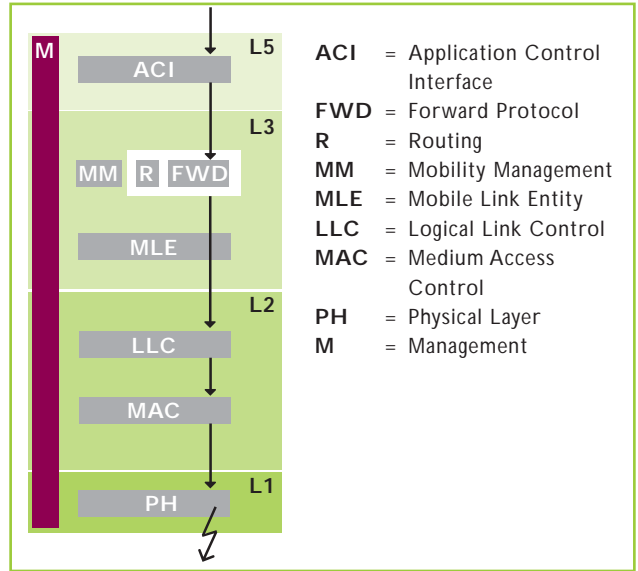 M
L5
ACI
L3
MM R FWD
MLE
L2
LLC
MAC
L1
PH
ACI = Application Control
Interface
FWD = Forward Protocol
R = Routing
MM = Mobility Management
MLE = Mobile Link Entity
LLC = Logical Link Control
MAC = Medium Access
Control
PH = Physical Layer
M = Management